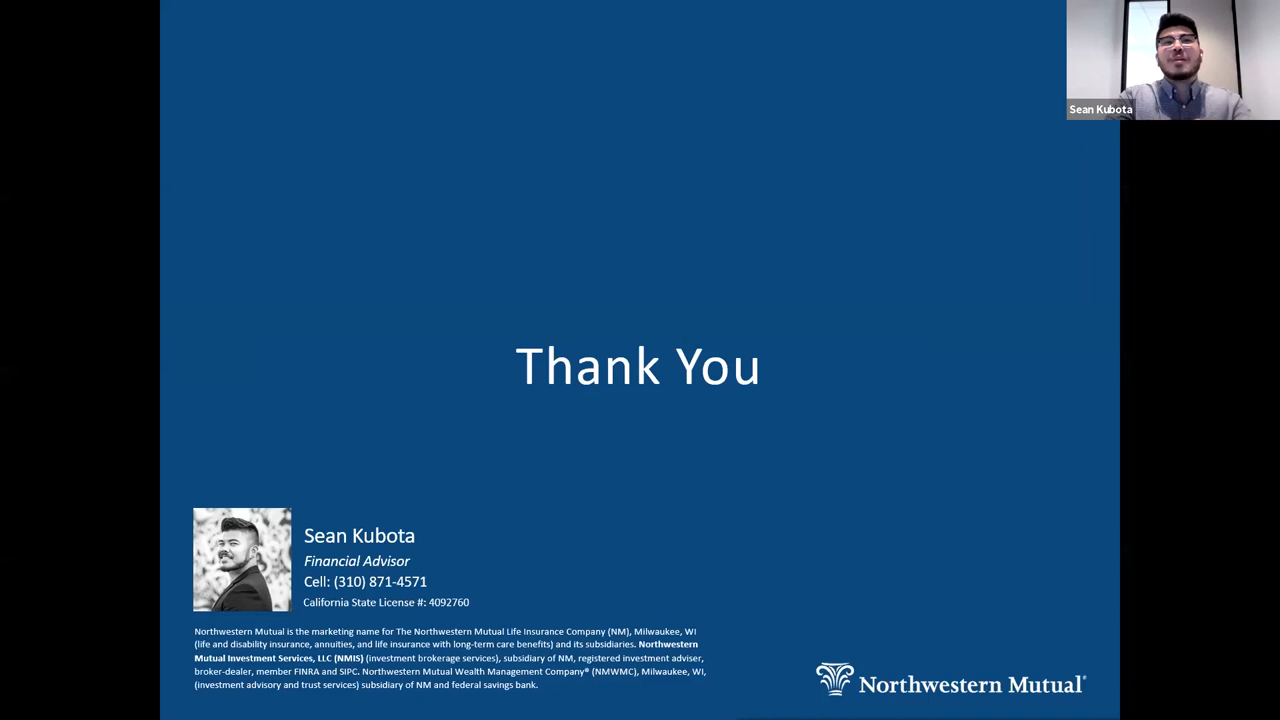 Sean Kubota
Thank You
Sean Kubota
Financial Advisor
Cell: (310) 871-4571
California State License #: 4092760
Northwestern Mutual is the marketing name for The Northwestern Mutual Life Insurance Company (NM), Milwaukee, WI
(life and disability insurance, annuities, and life insurance with long-term care benefits) and its subsidiaries. Northwestern
Mutual Investment Services, LLC (NMIS) (investment brokerage services), subsidiary of NM, registered investment adviser,
broker-dealer, member FINRA and SIPC. Northwestern Mutual Wealth Management Company® (NMWMC), Milwaukee, WI,
(investment advisory and trust services) subsidiary of NM and federal savings bank.
Northwestern Mutual®